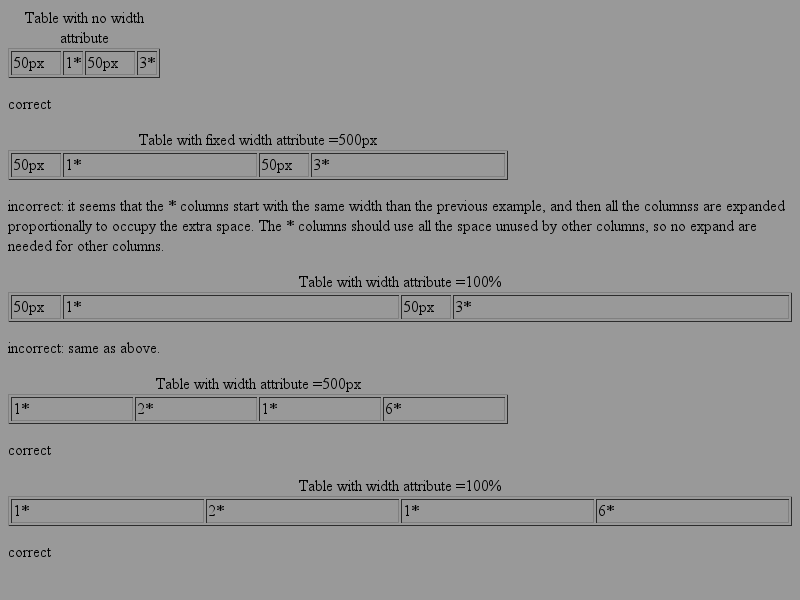 Table with no width
attribute
50px 1* 50px 3*
correct
Table with fixed width attribute =500px
50px 1* 50px 3*
incorrect: it seems that the * columns start with the same width than the previous example, and then all the columnss are expanded
proportionally to occupy the extra space. The * columns should use all the space unused by other columns, so no expand are
needed for other columns.
Table with width attribute =100%
50px 1* 50px 3*
incorrect: same as above.
Table with width attribute =500px
1* 2* 1* 6*
correct
Table with width attribute =100%
1* 2* 1* 6*
correct